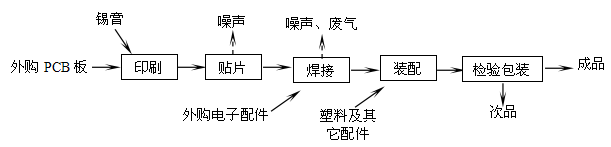 锡膏
噪声
噪声、废气
外购 PCB 板
印刷
贴片
焊接
装配
检验包装
成品
外购电子配件
塑料及其
它配件
次品